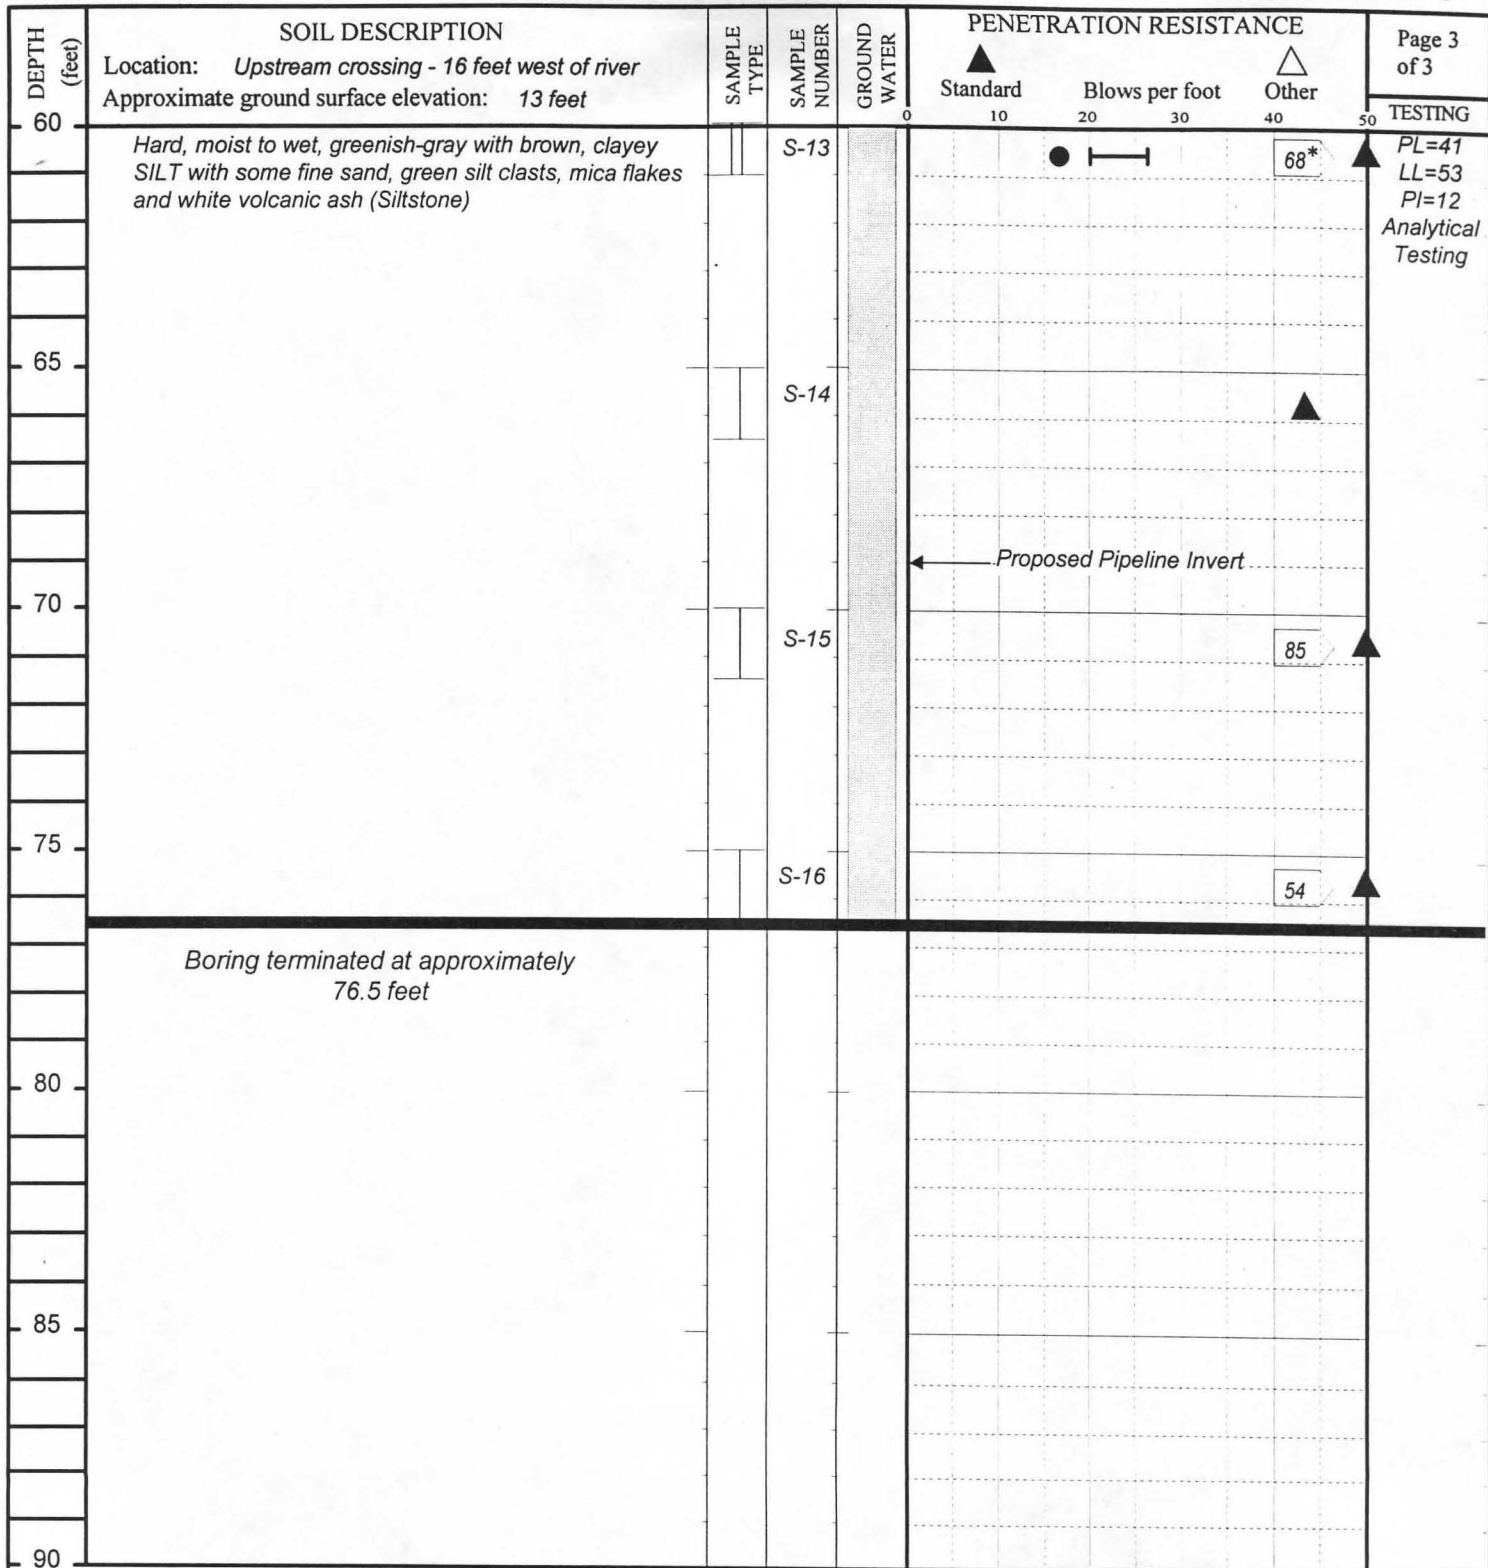 DEPTH
(feet)
SOIL DESCRIPTION
Location: Upstream crossing - 16 feet west of river
Approximate ground surface elevation: 13 feet
SAMPLE
TYPE
SAMPLE
NUMBER
GROUND
WATER
PENETRATION RESISTANCE
Standard Blows per foot Other
0 10 20 30 40 50
Page 3
of 3
TESTING
60
Hard, moist to wet, greenish-gray with brown, clayey
SILT with some fine sand, green silt clasts, mica flakes
and white volcanic ash (Siltstone)
S-13
68*
PL=41
LL=53
PI=12
Analytical
Testing
65
S-14
Proposed Pipeline Invert
70
S-15
85
75
S-16
54
Boring terminated at approximately
76.5 feet
80
85
90